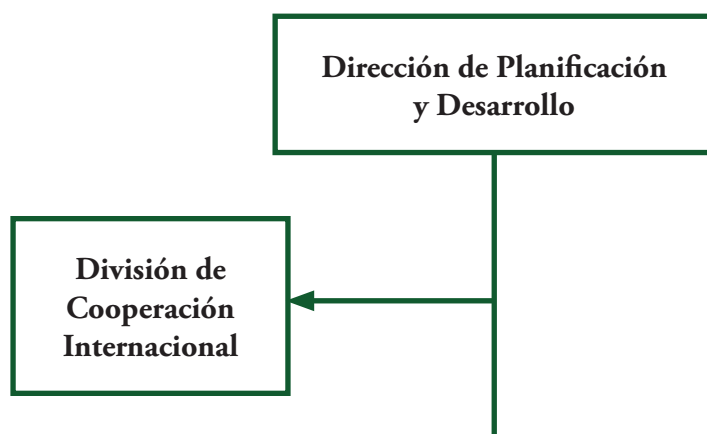 Dirección de Planificación
y Desarrollo
División de
Cooperación
Internacional